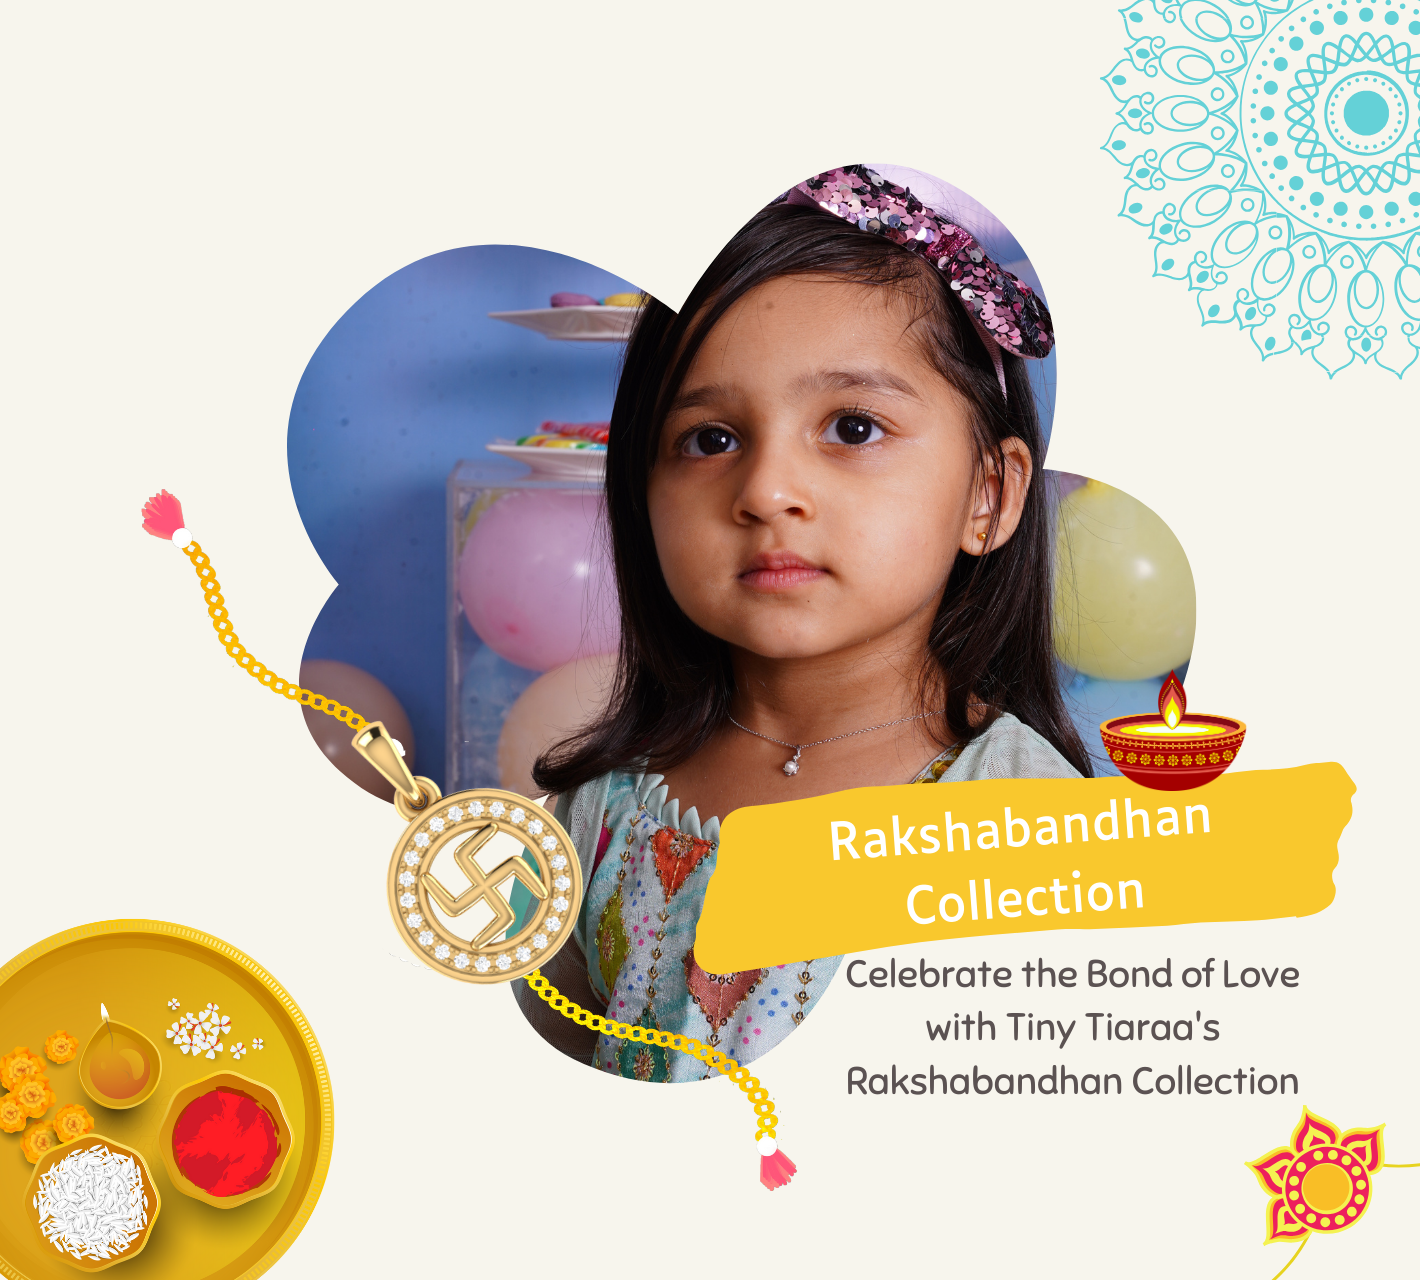 Rakshabandhan
Collection
Celebrate the Bond of Love
with Tiny Tiaraa's
Rakshabandhan Collection